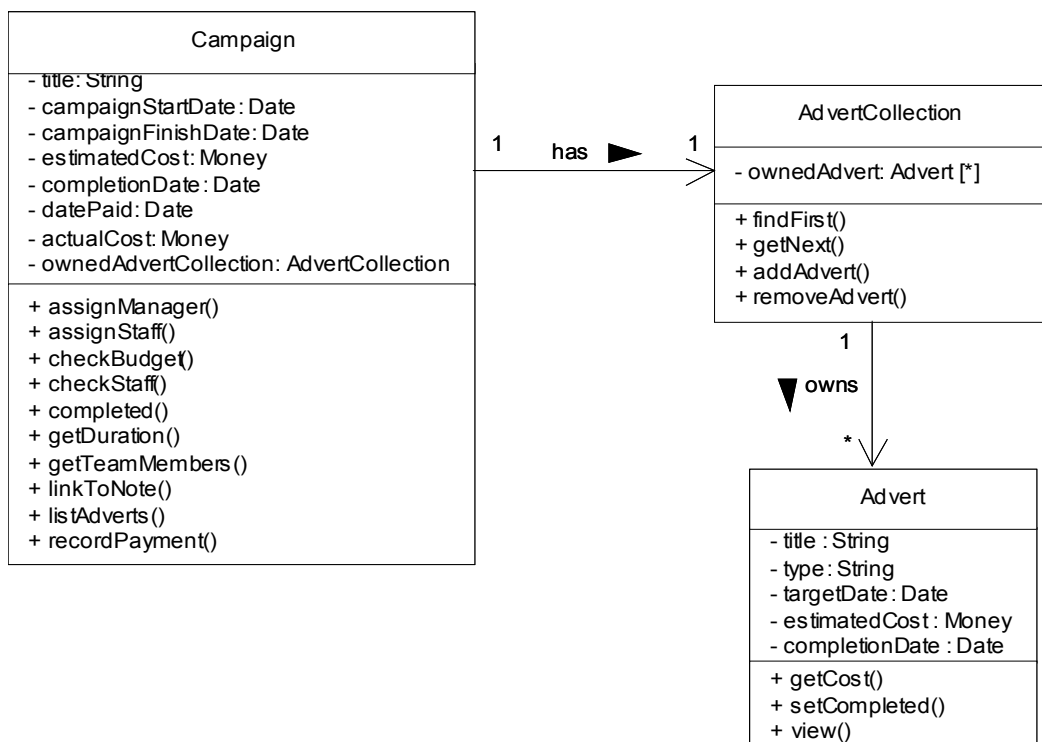 Campaign
- title: String
- campaignStartDate: Date
- campaignFinishDate: Date
- estimatedCost: Money
- completionDate: Date
- datePaid: Date
- actualCost: Money
- ownedAdvertCollection: AdvertCollection
+ assignManager()
+ assignStaff()
+ checkBudget()
+ checkStaff()
+ completed()
+ getDuration()
+ getTeamMembers()
+ linkToNote()
+ listAdverts()
+ recordPayment()
1 has 1
AdvertCollection
- ownedAdvert: Advert [*]
+ findFirst()
+ getNext()
+ addAdvert()
+ removeAdvert()
1
owns
*
Advert
- title : String
- type: String
- targetDate: Date
- estimatedCost : Money
- completionDate : Date
+ getCost()
+ setCompleted()
+ view()